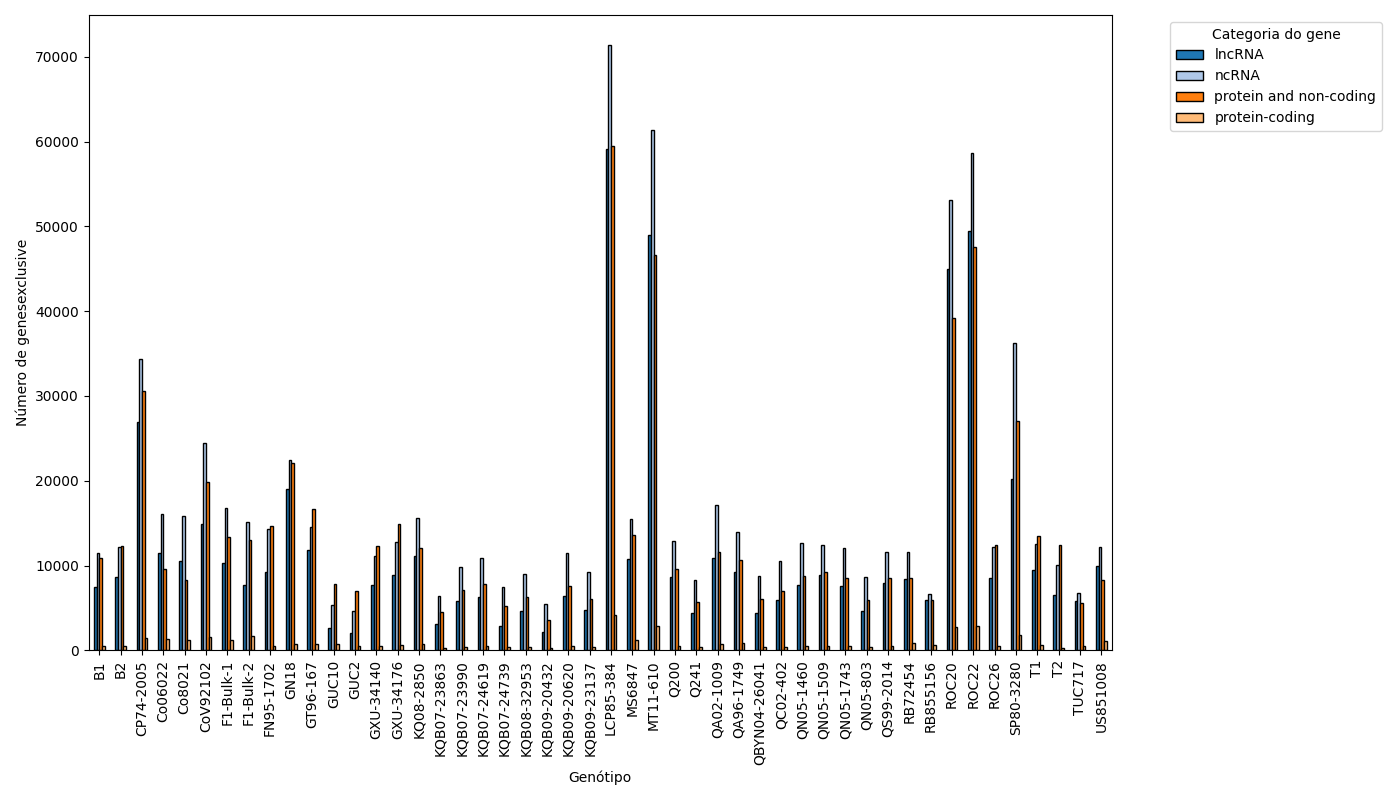 Categoria do gene
lncRNA
ncRNA
protein and non-coding
protein-coding
Número de genesexclusive
70000
60000
50000
40000
30000
20000
10000
0
B1
B2
CP74-2005
Co06022
Co8021
CoV92102
F1-Bulk-1
F1-Bulk-2
FN95-1702
GN18
GT96-167
GUC10
GUC2
GXU-34140
GXU-34176
KQ08-2850
KQB07-23863
KQB07-23990
KQB07-24619
KQB07-24739
KQB08-32953
KQB09-20432
KQB09-20620
KQB09-23137
LCP85-384
MS6847
MT11-610
Q200
Q241
QA02-1009
QA96-1749
QBYN04-26041
QC02-402
QN05-1460
QN05-1509
QN05-1743
QN05-803
QS99-2014
RB72454
RB855156
ROC20
ROC22
ROC26
SP80-3280
T1
T2
TUC717
US851008
Genótipo